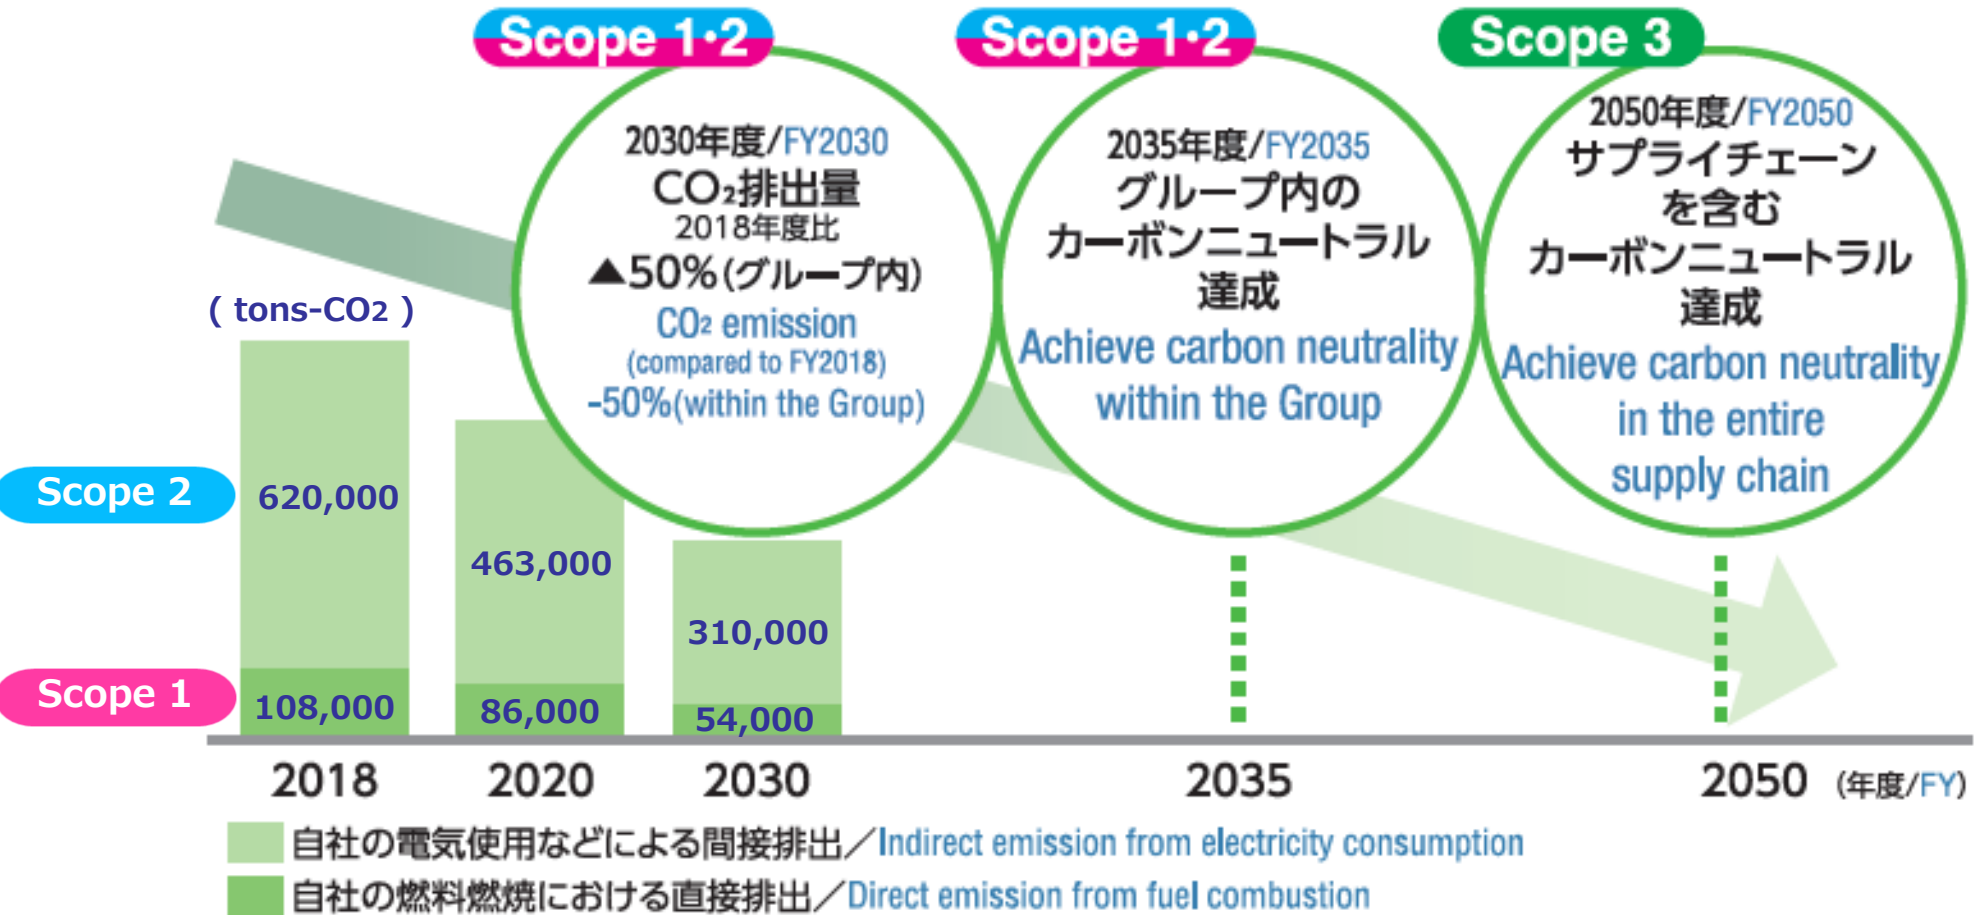 Scope 1・2
2030年度/FY2030
CO₂排出量
2018年度比
▲50%(グループ内)
CO₂ emission
(compared to FY2018)
-50%(within the Group)
Scope 1・2
2035年度/FY2035
グループ内の
カーボンニュートラル
達成
Achieve carbon neutrality
within the Group
Scope 3
2050年度/FY2050
サプライチェーン
を含む
カーボンニュートラル
達成
Achieve carbon neutrality
in the entire
supply chain
( tons-CO2 )
Scope 2
620,000
463,000
310,000
Scope 1
108,000
86,000
54,000
2018
2020
2030
2035
2050
(年度/FY)
自社の電気使用などによる間接排出／Indirect emission from electricity consumption
自社の燃料燃焼における直接排出／Direct emission from fuel combustion